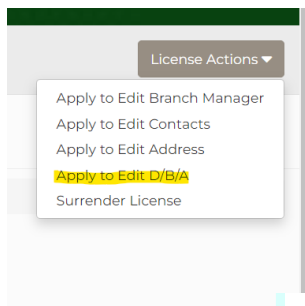 License Actions
Apply to Edit Branch Manager
Apply to Edit Contacts
Apply to Edit Address
Apply to Edit D/B/A
Surrender License